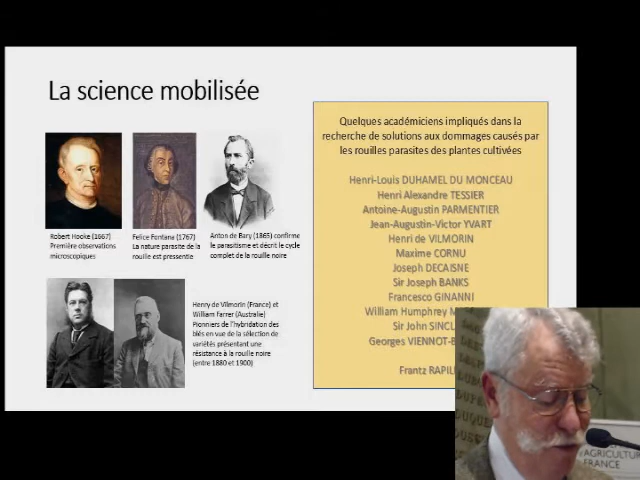 La science mobilisée
Quelques académiciens impliqués dans la
recherche de solutions aux dommages causés par
les rouilles parasites des plantes cultivées
Henri-Louis DUHAMEL DU MONCEAU
Henri Alexandre TESSIER
Antoine-Augustin PARMENTIER
Jean-Augustin-Victor YVART
Henri de VILMORIN
Maxime CORNU
Joseph DECAISNE
Sir Joseph BANKS
Francesco GINANNI
William Humphrey
Sir John
Georges
Frantz
Robert Hooke (1667)
Première observations
microscopiques
Felice Fontana (1767)
La nature parasite de la
rouille est pressentie
Anton de Bary (1865) confirme
le parasitisme et décrit le cycle
complet de la rouille noire
Henry de Vilmorin (France) et
William Farrer (Australie)
Pionniers de l'hybridation des
blés en vue de la sélection de
variétés présentant une
résistance à la rouille noire
(entre 1880 et 1900)
D'AGRICULTUR
FRANCE